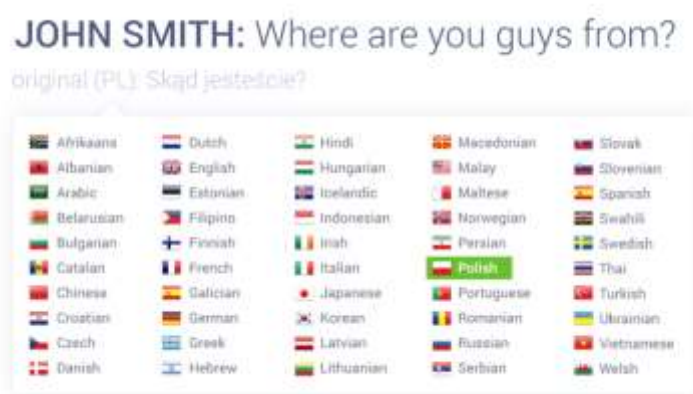 JOHN SMITH: Where are you guys from?
original (PL): Skąd jesteście?
Afrikaans Dutch Hindi Macedonian Slovak
Albanian English Hungarian Malay Slovenian
Arabic Estonian Icelandic Maltese Spanish
Belarusian Filipino Indonesian Norwegian Swahili
Bulgarian Finnish Irish Persian Swedish
Catalan French Italian Polish Thai
Chinese Galician Japanese Portuguese Turkish
Croatian German Korean Romanian Ukrainian
Czech Greek Latvian Russian Vietnamese
Danish Hebrew Lithuanian Serbian Welsh